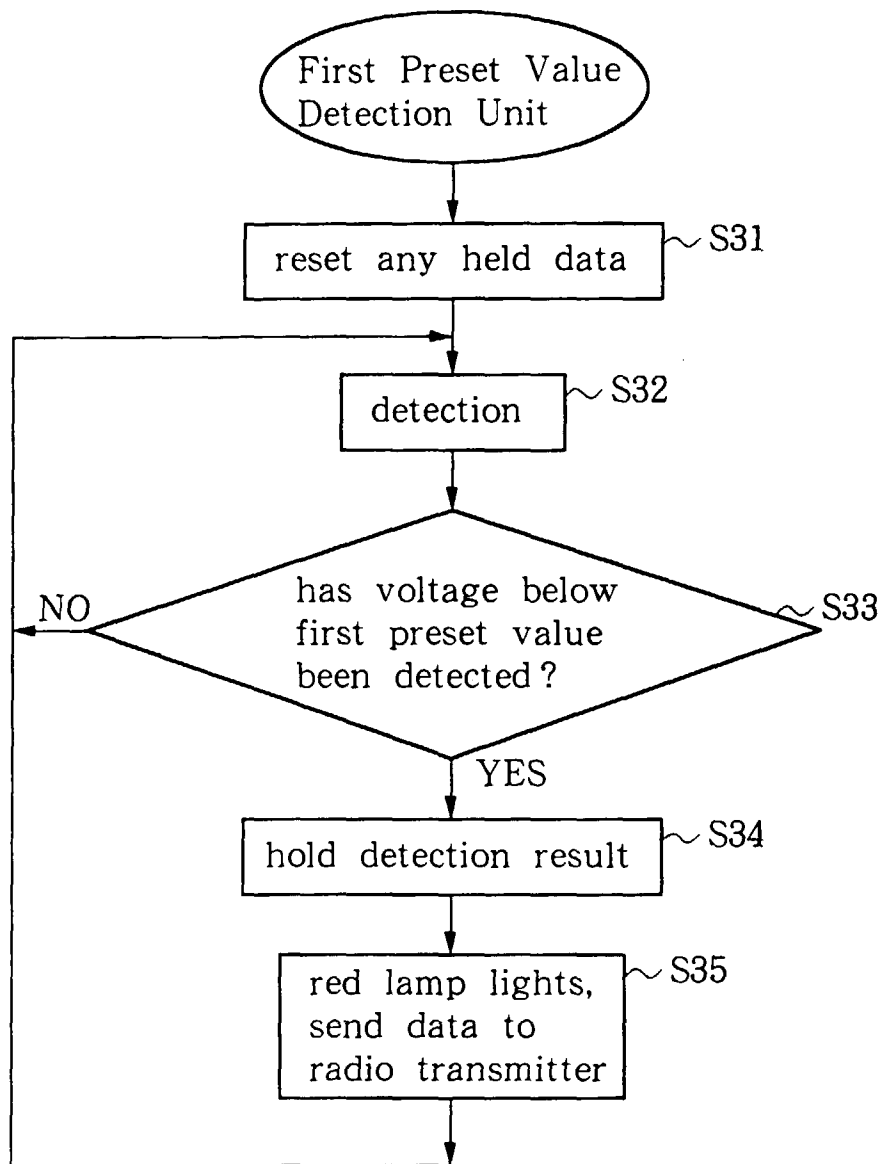 First Preset Value
Detection Unit
reset any held data
S31
detection
S32
has voltage below
first preset value
been detected?
S33
NO
YES
hold detection result
S34
red lamp lights,
send data to
radio transmitter
S35